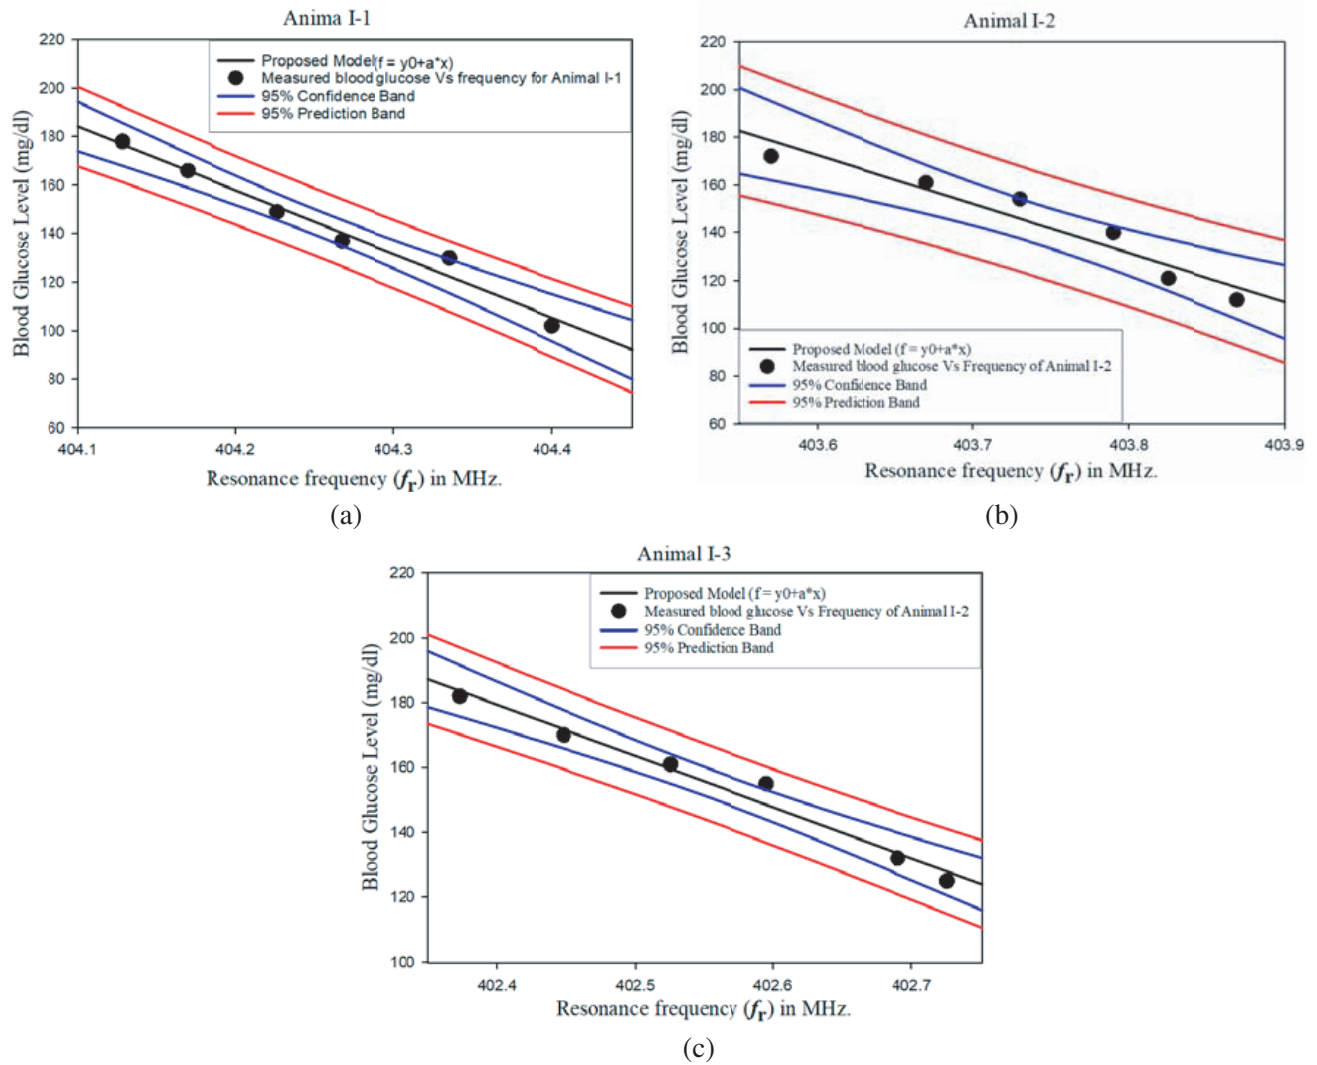 Anima I-1
220
200
180
160
140
120
100
80
60
404.1
404.2
404.3
404.4
Blood Glucose Level (mg/dl)
Resonance frequency (fr) in MHz.
Proposed Model(f = y0+a*x)
Measured blood glucose Vs frequency for Animal I-1
95% Confidence Band
95% Prediction Band
(a)
Animal I-2
220
200
180
160
140
120
100
80
60
403.6
403.7
403.8
403.9
Blood Glucose Level (mg/dl)
Resonance frequency (fr) in MHz.
Proposed Model (f = y0+a*x)
Measured blood glucose Vs Frequency of Animal I-2
95% Confidence Band
95% Prediction Band
(b)
Animal I-3
220
200
180
160
140
120
100
402.4
402.5
402.6
402.7
Blood Glucose Level (mg/dl)
Resonance frequency (fr) in MHz.
Proposed Model (f = y0+a*x)
Measured blood glucose Vs Frequency of Animal I-2
95% Confidence Band
95% Prediction Band
(c)